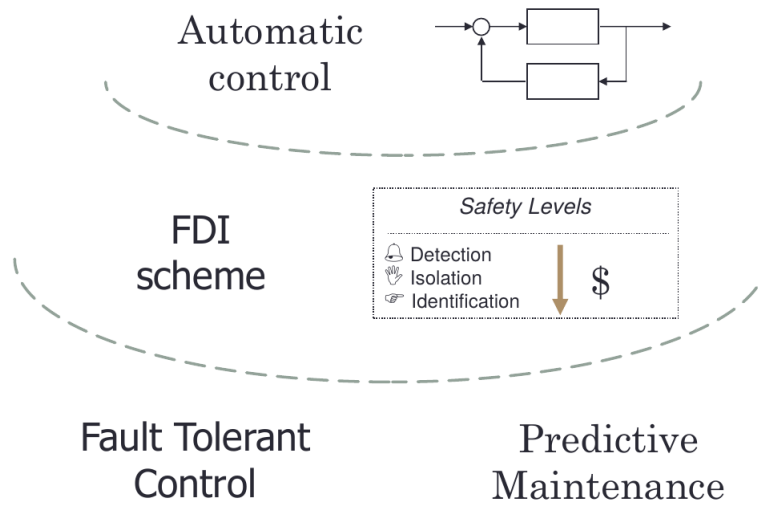 Automatic
control
FDI
scheme
Safety Levels
Detection
Isolation
Identification
$
Fault Tolerant
Control
Predictive
Maintenance